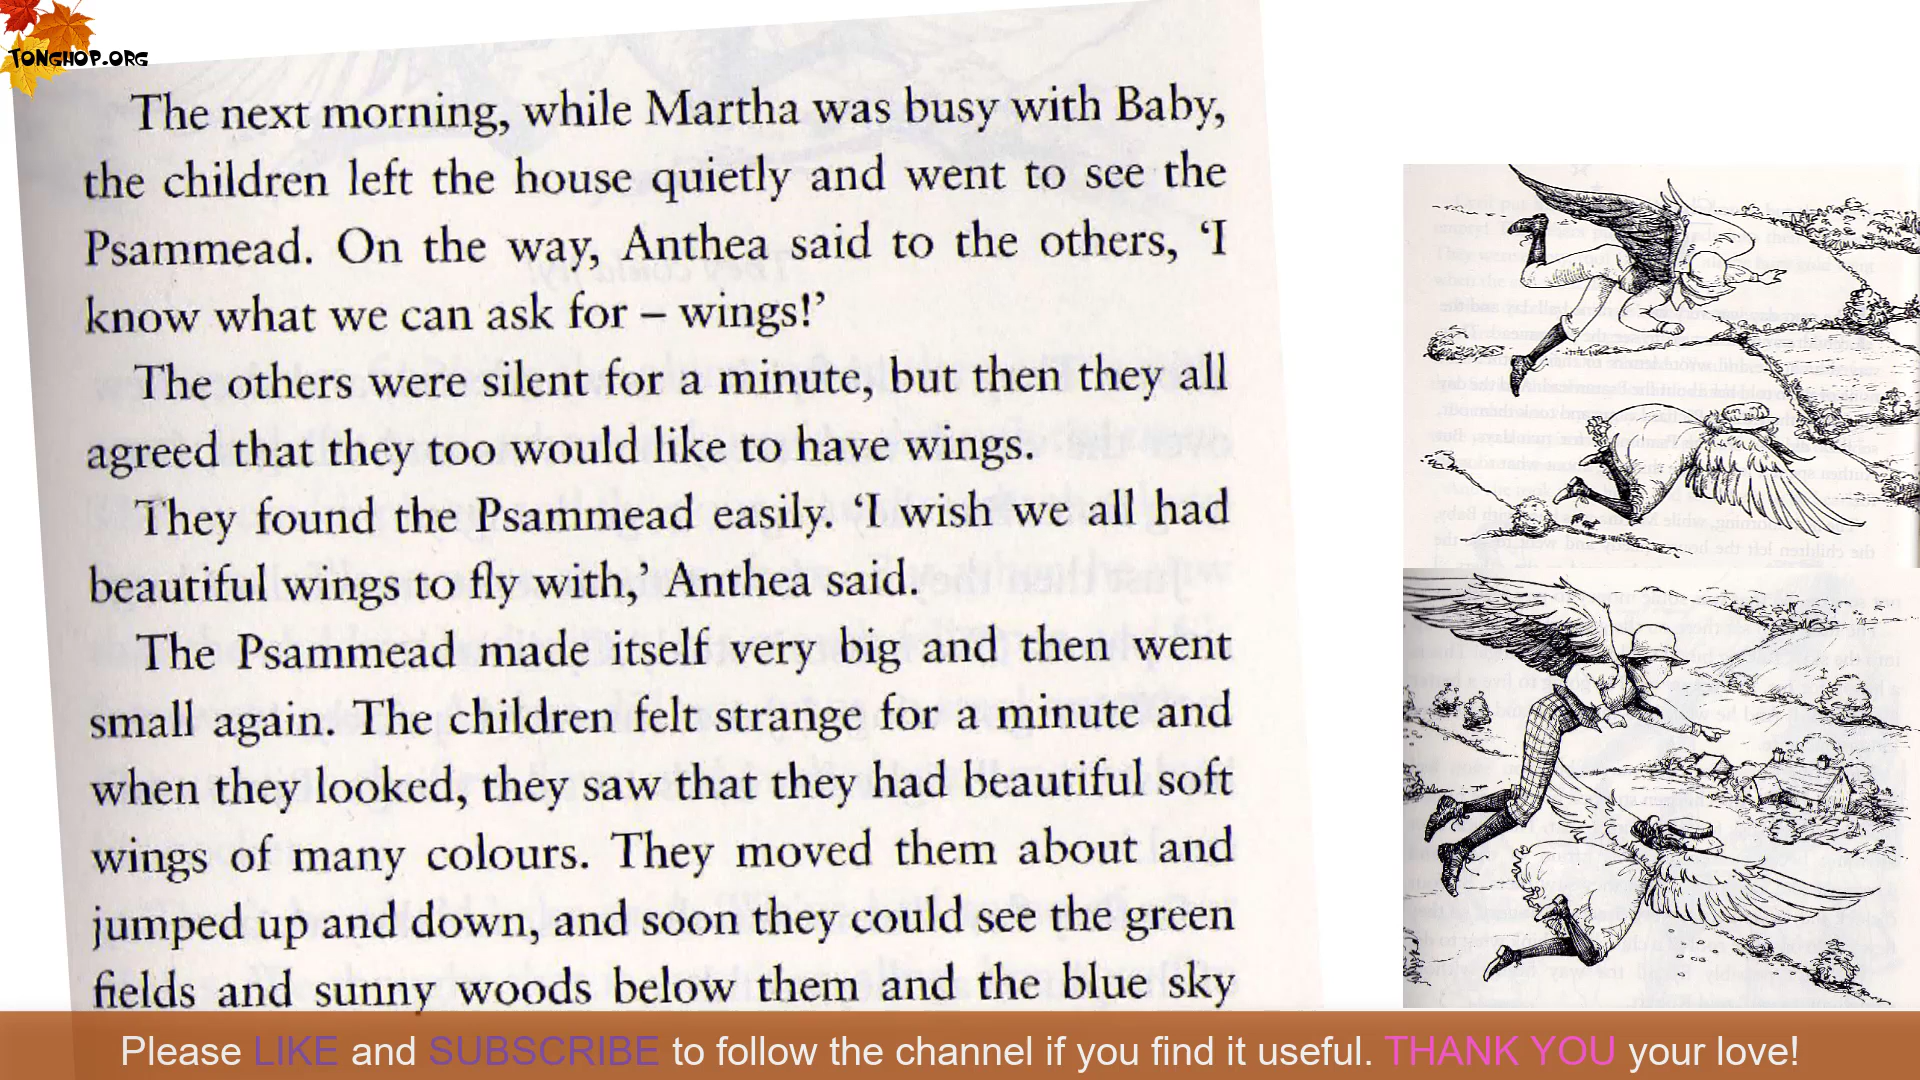 TONGHOP.ORG
The next morning, while Martha was busy with Baby,
the children left the house quietly and went to see the
Psammead. On the way, Anthea said to the others, ‘I
know what we can ask for – wings!’
The others were silent for a minute, but then they all
agreed that they too would like to have wings.
They found the Psammead easily. ‘I wish we all had
beautiful wings to fly with,’ Anthea said.
The Psammead made itself very big and then went
small again. The children felt strange for a minute and
when they looked, they saw that they had beautiful soft
wings of many colours. They moved them about and
jumped up and down, and soon they could see the green
fields and sunny woods below them and the blue sky
Please LIKE and SUBSCRIBE to follow the channel if you find it useful. THANK YOU your love!